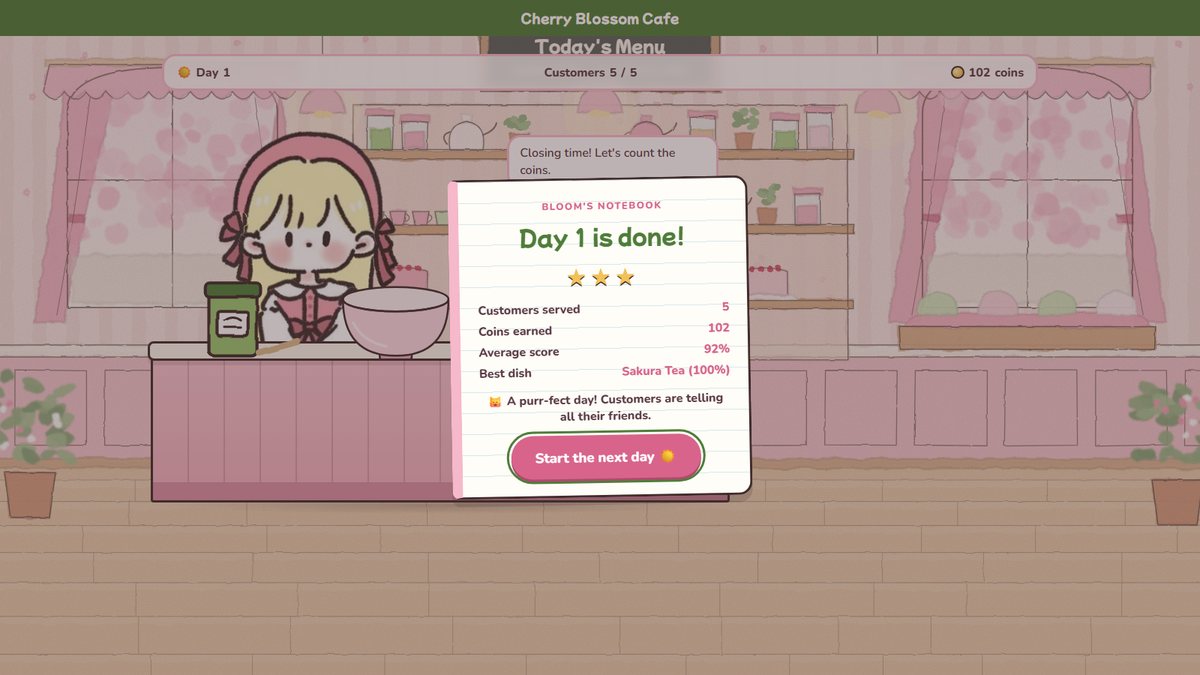 Cherry Blossom Cafe
Today's Menu
Day 1
Customers 5 / 5
102 coins
Closing time! Let's count the
coins.
BLOOM'S NOTEBOOK
Day 1 is done!
Customers served 5
Coins earned 102
Average score 92%
Best dish Sakura Tea (100%)
A purr-fect day! Customers are telling
all their friends.
Start the next day